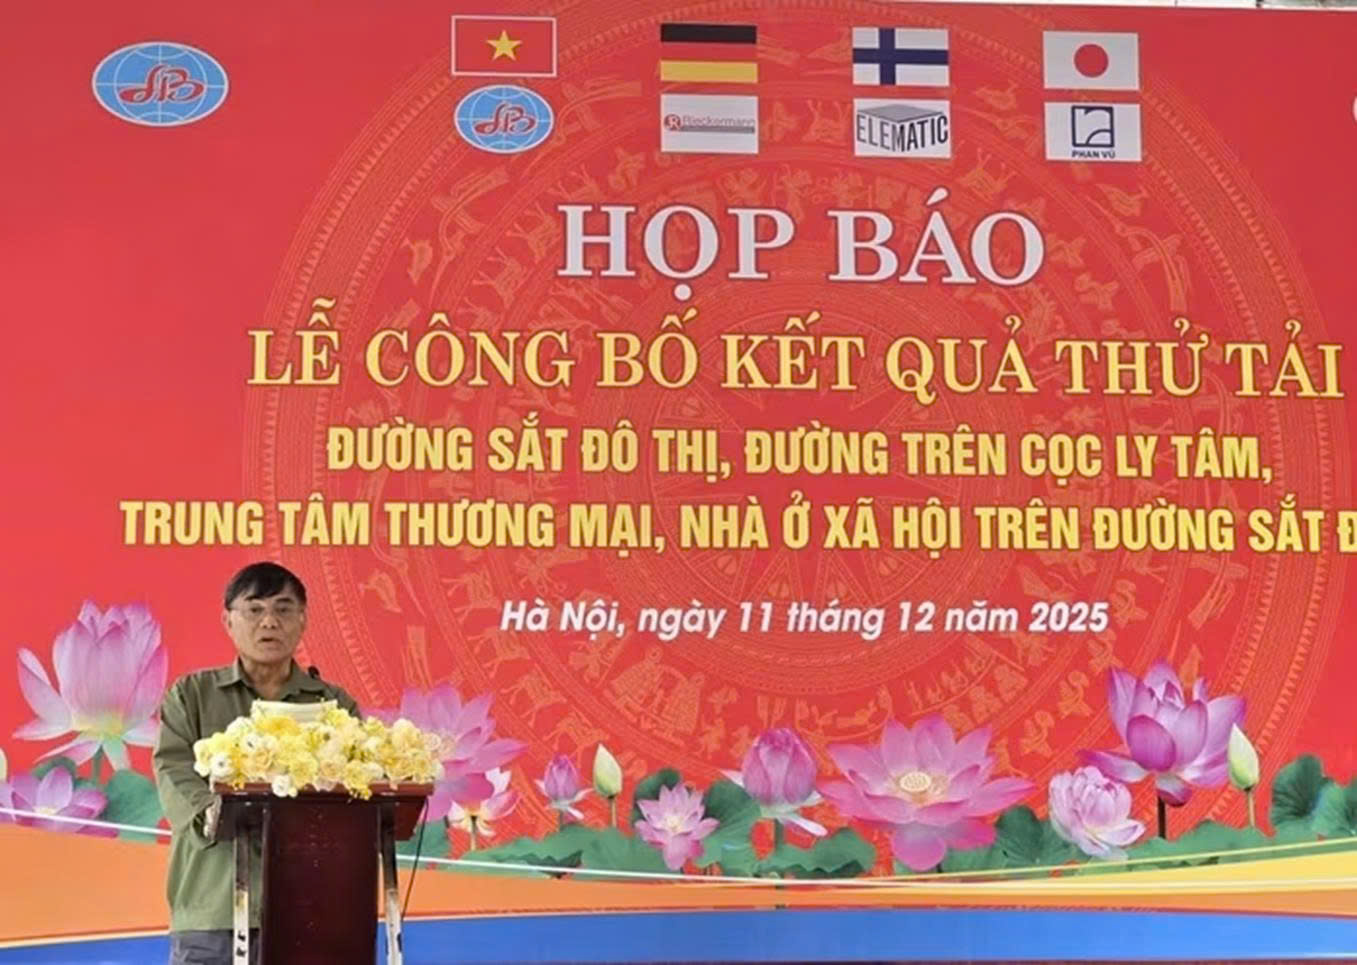 Rieckermann
ELEMATIC
PHAN VŨ
HỌP BÁO
LỄ CÔNG BỐ KẾT QUẢ THỬ TẢI
ĐƯỜNG SẮT ĐÔ THỊ, ĐƯỜNG TRÊN CỌC LY TÂM,
TRUNG TÂM THƯƠNG MẠI, NHÀ Ở XÃ HỘI TRÊN ĐƯỜNG SẮT Đ
Hà Nội, ngày 11 tháng 12 năm 2025